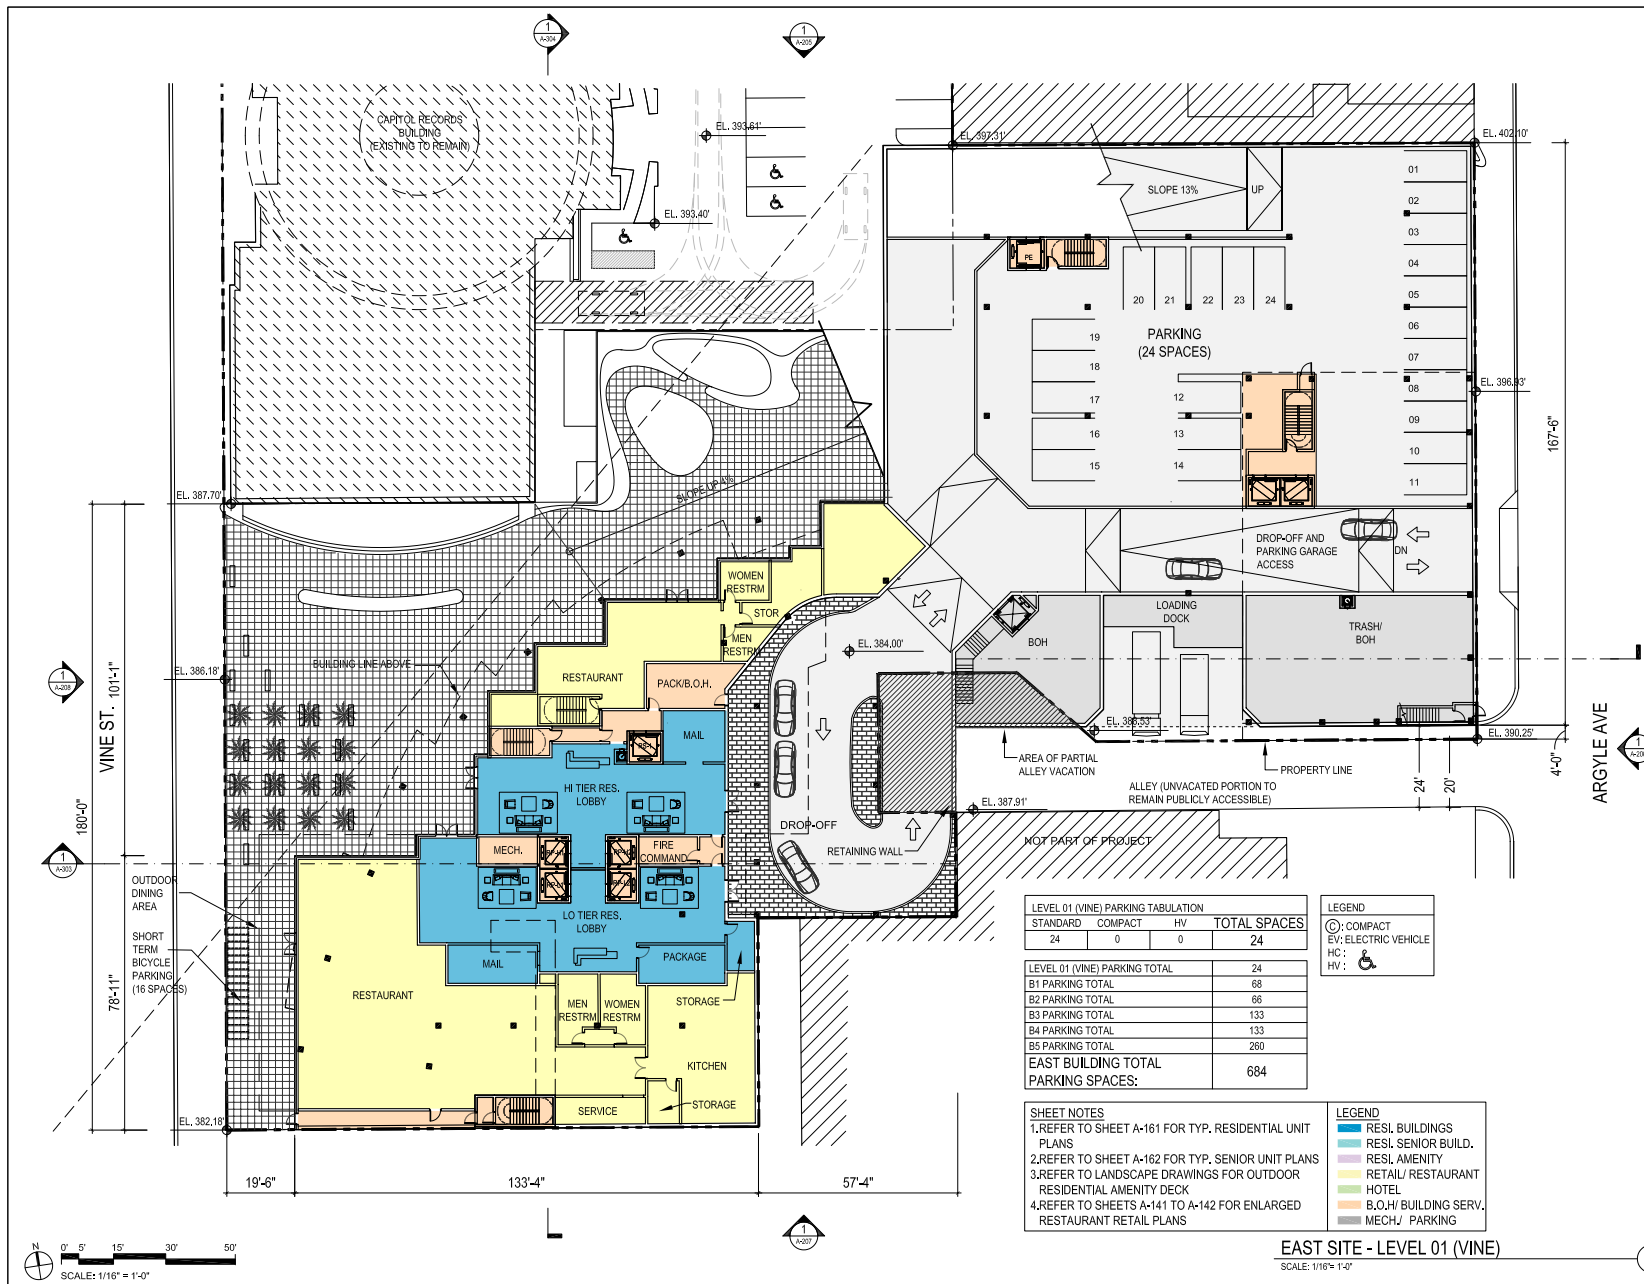 1
A-304
1
A-205
CAPITOL RECORDS
BUILDING
(EXISTING TO REMAIN)
EL. 393.61'
EL. 397.31'
EL. 402.10'
EL. 393.40'
SLOPE 13%
UP
01
02
03
04
05
06
07
08
09
10
11
PE
20
21
22
23
24
PARKING
(24 SPACES)
19
18
17
16
15
12
13
14
EL. 396.93'
167'-6"
EL. 387.70'
SLOPE UP 4%
DROP-OFF AND
PARKING GARAGE
ACCESS
DN
WOMEN
RESTRM
STOR
MEN
RESTRM
LOADING
DOCK
TRASH/
BOH
BOH
EL. 384.00'
1
A-208
EL. 386.18'
BUILDING LINE ABOVE
RESTAURANT
PACK/B.O.H.
MAIL
VINE ST.
101'-1"
180'-0"
78'-11"
HI TIER RES.
LOBBY
EL. 390.25'
ARGYLE AVE
1
4'-0"
24'
20'
AREA OF PARTIAL
ALLEY VACATION
PROPERTY LINE
ALLEY (UNVACATED PORTION TO
REMAIN PUBLICLY ACCESSIBLE)
EL. 387.91'
DROP-OFF
RETAINING WALL
NOT PART OF PROJECT
1
A-303
MECH.
FIRE
COMMAND
OUTDOOR
DINING
AREA
SHORT
TERM
BICYCLE
PARKING
(16 SPACES)
LO TIER RES.
LOBBY
MAIL
PACKAGE
RESTAURANT
MEN
RESTRM
WOMEN
RESTRM
STORAGE
KITCHEN
SERVICE
STORAGE
EL. 382.18'
19'-6"
133'-4"
57'-4"
1
A-207
LEVEL 01 (VINE) PARKING TABULATION
STANDARD COMPACT HV TOTAL SPACES
24 0 0 24
LEVEL 01 (VINE) PARKING TOTAL 24
B1 PARKING TOTAL 68
B2 PARKING TOTAL 66
B3 PARKING TOTAL 133
B4 PARKING TOTAL 133
B5 PARKING TOTAL 260
EAST BUILDING TOTAL
PARKING SPACES: 684
LEGEND
C: COMPACT
EV: ELECTRIC VEHICLE
HC:
HV:
SHEET NOTES
1.REFER TO SHEET A-161 FOR TYP. RESIDENTIAL UNIT
PLANS
2.REFER TO SHEET A-162 FOR TYP. SENIOR UNIT PLANS
3.REFER TO LANDSCAPE DRAWINGS FOR OUTDOOR
RESIDENTIAL AMENITY DECK
4.REFER TO SHEETS A-141 TO A-142 FOR ENLARGED
RESTAURANT RETAIL PLANS
LEGEND
RESI. BUILDINGS
RESI. SENIOR BUILD.
RESI. AMENITY
RETAIL/ RESTAURANT
HOTEL
B.O.H/ BUILDING SERV.
MECH./ PARKING
N
0' 5' 15' 30' 50'
SCALE: 1/16" = 1'-0"
EAST SITE - LEVEL 01 (VINE)
SCALE: 1/16"= 1'-0"